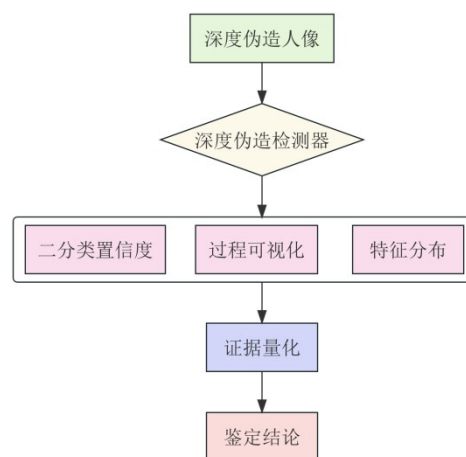 深度伪造人像
深度伪造检测器
二分类置信度 过程可视化 特征分布
证据量化
鉴定结论